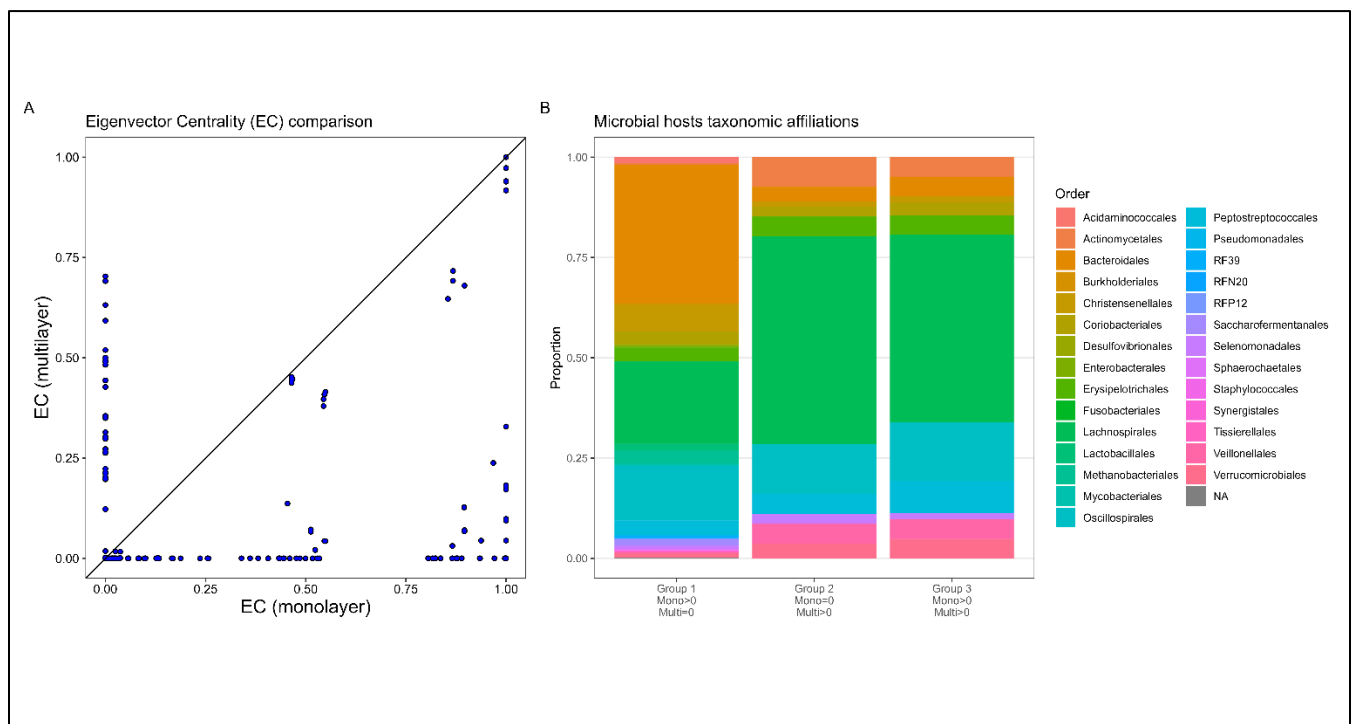 A
Eigenvector Centrality (EC) comparison
EC (multilayer)
1.00
0.75
0.50
0.25
0.00
0.00
0.25
0.50
0.75
1.00
EC (monolayer)
B
Microbial hosts taxonomic affiliations
Proportion
1.00
0.75
0.50
0.25
0.00
Group 1
Mono>0
Multi=0
Group 2
Mono=0
Multi>0
Group 3
Mono>0
Multi>0
Order
Acidaminococcales
Actinomycetales
Bacteroidales
Burkholderiales
Christensenellales
Coriobacteriales
Desulfovibrionales
Enterobacterales
Erysipelotrichales
Fusobacteriales
Lachnospirales
Lactobacillales
Methanobacteriales
Mycobacteriales
Oscillospirales
Peptostreptococcales
Pseudomonadales
RF39
RFN20
RFP12
Saccharofermentanales
Selenomonadales
Sphaerochaetales
Staphylococcales
Synergistales
Tissierellales
Veillonellales
Verrucomicrobiales
NA